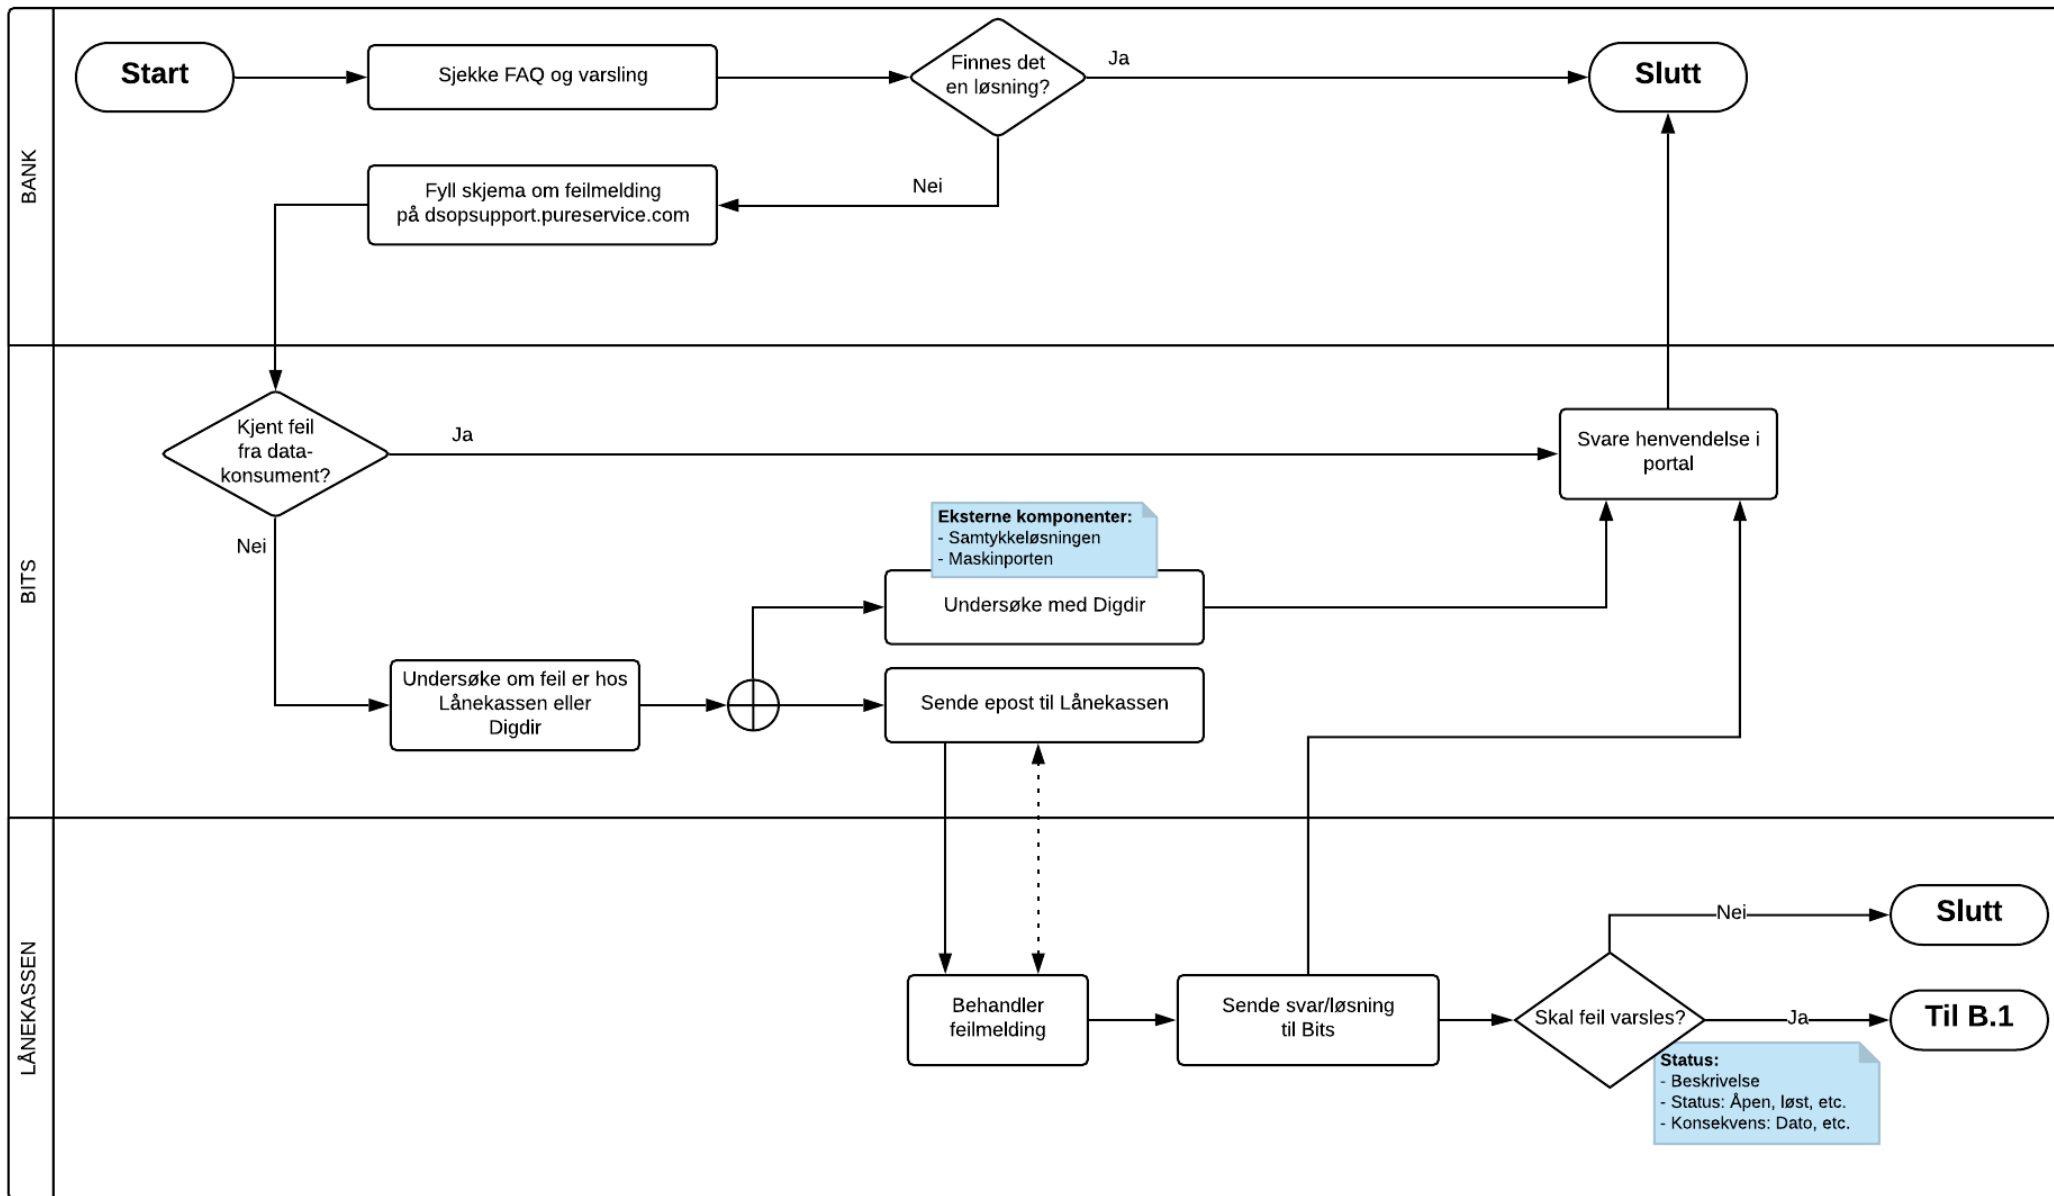 BANK
Start
Sjekke FAQ og varsling
Finnes det
en løsning?
Ja
Slutt
Nei
Fyll skjema om feilmelding
på dsopsupport.pureservice.com
BITS
Kjent feil
fra data-
konsument?
Ja
Svare henvendelse i
portal
Nei
Eksterne komponenter:
- Samtykkeløsningen
- Maskinporten
Undersøke med Digdir
Undersøke om feil er hos
Lånekassen eller
Digdir
Sende epost til Lånekassen
LÅNEKASSEN
Behandler
feilmelding
Sende svar/løsning
til Bits
Skal feil varsles?
Nei
Slutt
Ja
Til B.1
Status:
- Beskrivelse
- Status: Åpen, løst, etc.
- Konsekvens: Dato, etc.